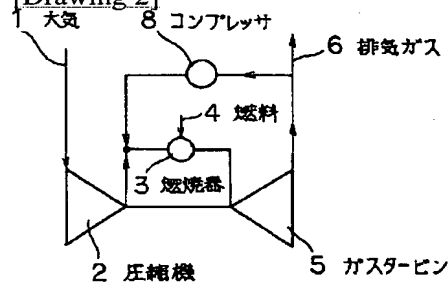 [Drawing 2]
1 大気
8 コンプレッサ
6 排気ガス
4 燃料
3 燃焼器
2 圧縮機
5 ガスタービン